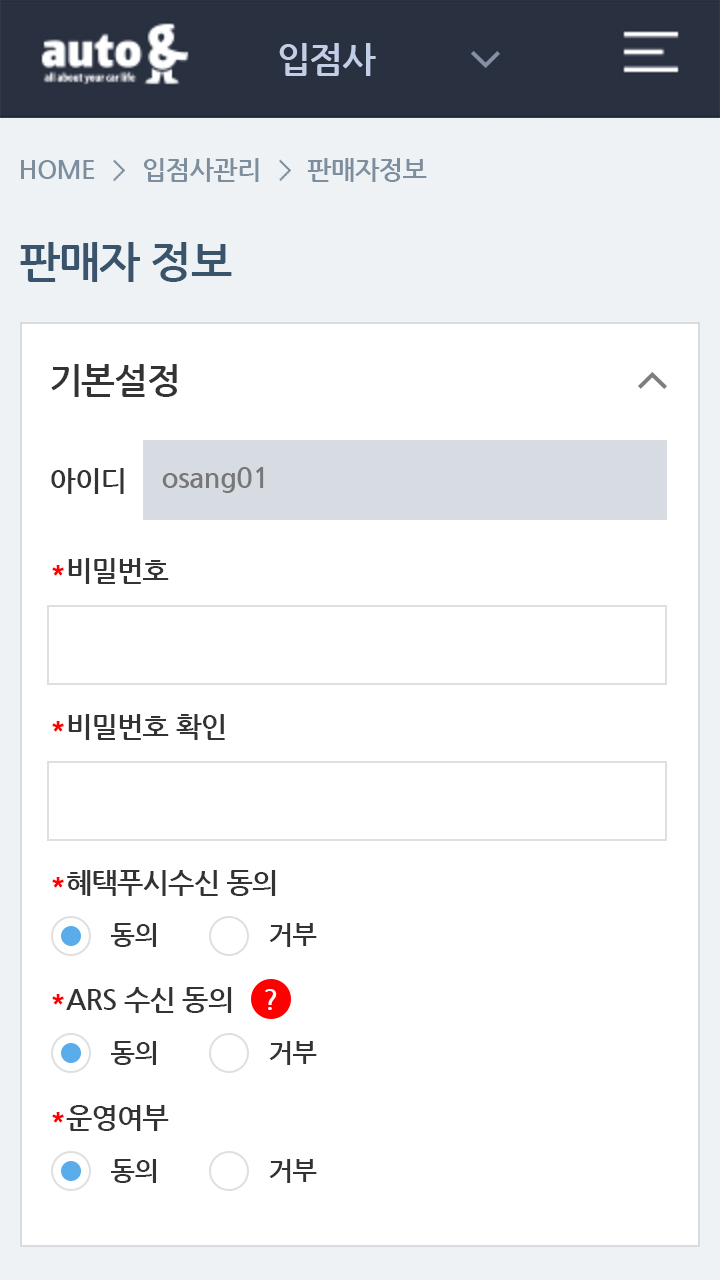 auto &
all about your car life
입점사
HOME > 입점사관리 > 판매자정보
판매자 정보
기본설정
아이디 osang01
*비밀번호
*비밀번호 확인
*혜택푸시수신 동의
동의 거부
*ARS 수신 동의 ?
동의 거부
*운영여부
동의 거부